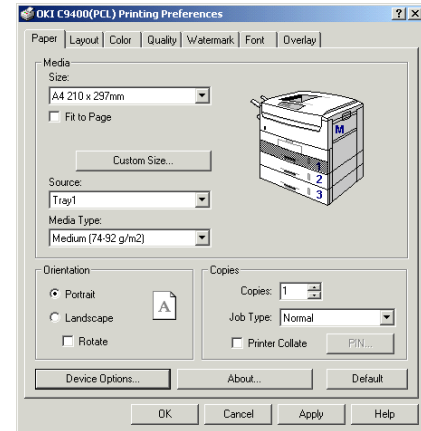 OKI C9400(PCL) Printing Preferences
Paper Layout Color Quality Watermark Font Overlay
Media
Size:
A4 210 x 297mm
Fit to Page
Custom Size...
Source:
Tray1
Media Type:
Medium (74-92 g/m2)
M
1
2
3
Orientation
Portrait
A
Landscape
Rotate
Copies
Copies: 1
Job Type: Normal
Printer Collate PIN...
Device Options... About... Default
OK Cancel Apply Help